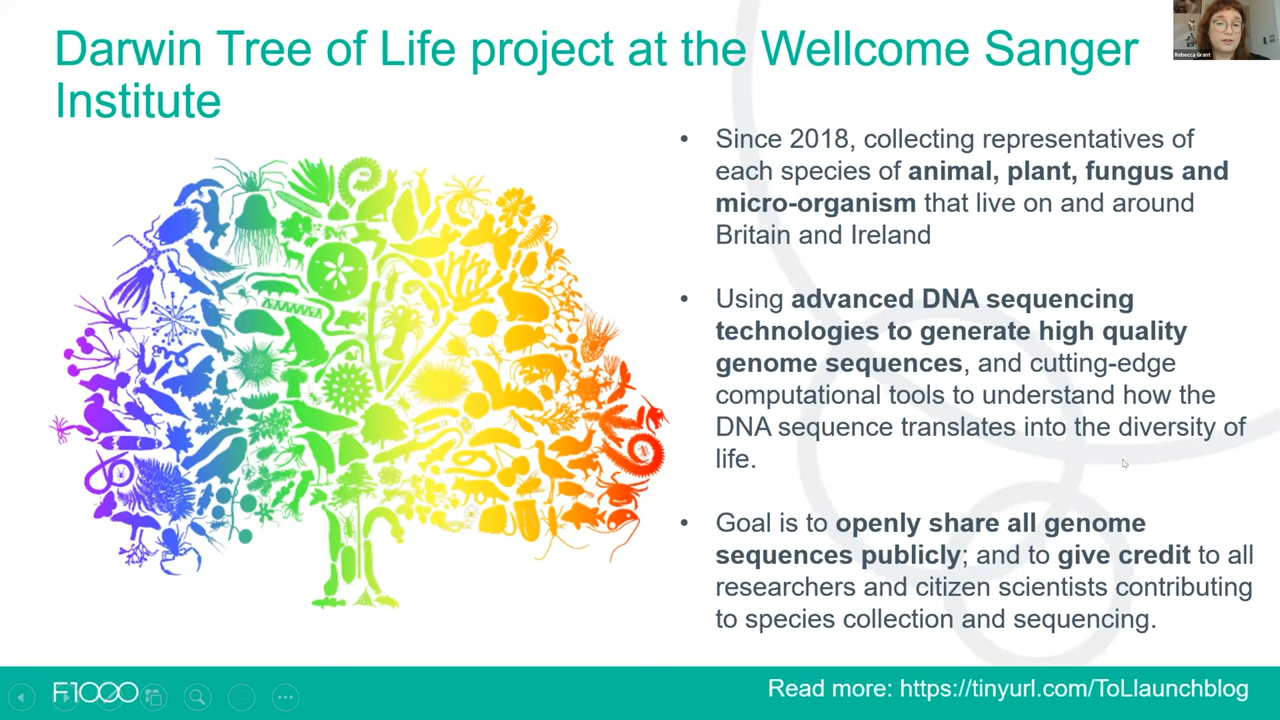 Darwin Tree of Life project at the Wellcome Sanger
Institute
Rebecca Grant
• Since 2018, collecting representatives of
each species of animal, plant, fungus and
micro-organism that live on and around
Britain and Ireland
• Using advanced DNA sequencing
technologies to generate high quality
genome sequences, and cutting-edge
computational tools to understand how the
DNA sequence translates into the diversity of
life.
• Goal is to openly share all genome
sequences publicly; and to give credit to all
researchers and citizen scientists contributing
to species collection and sequencing.
F1000
Read more: https://tinyurl.com/ToLlaunchblog